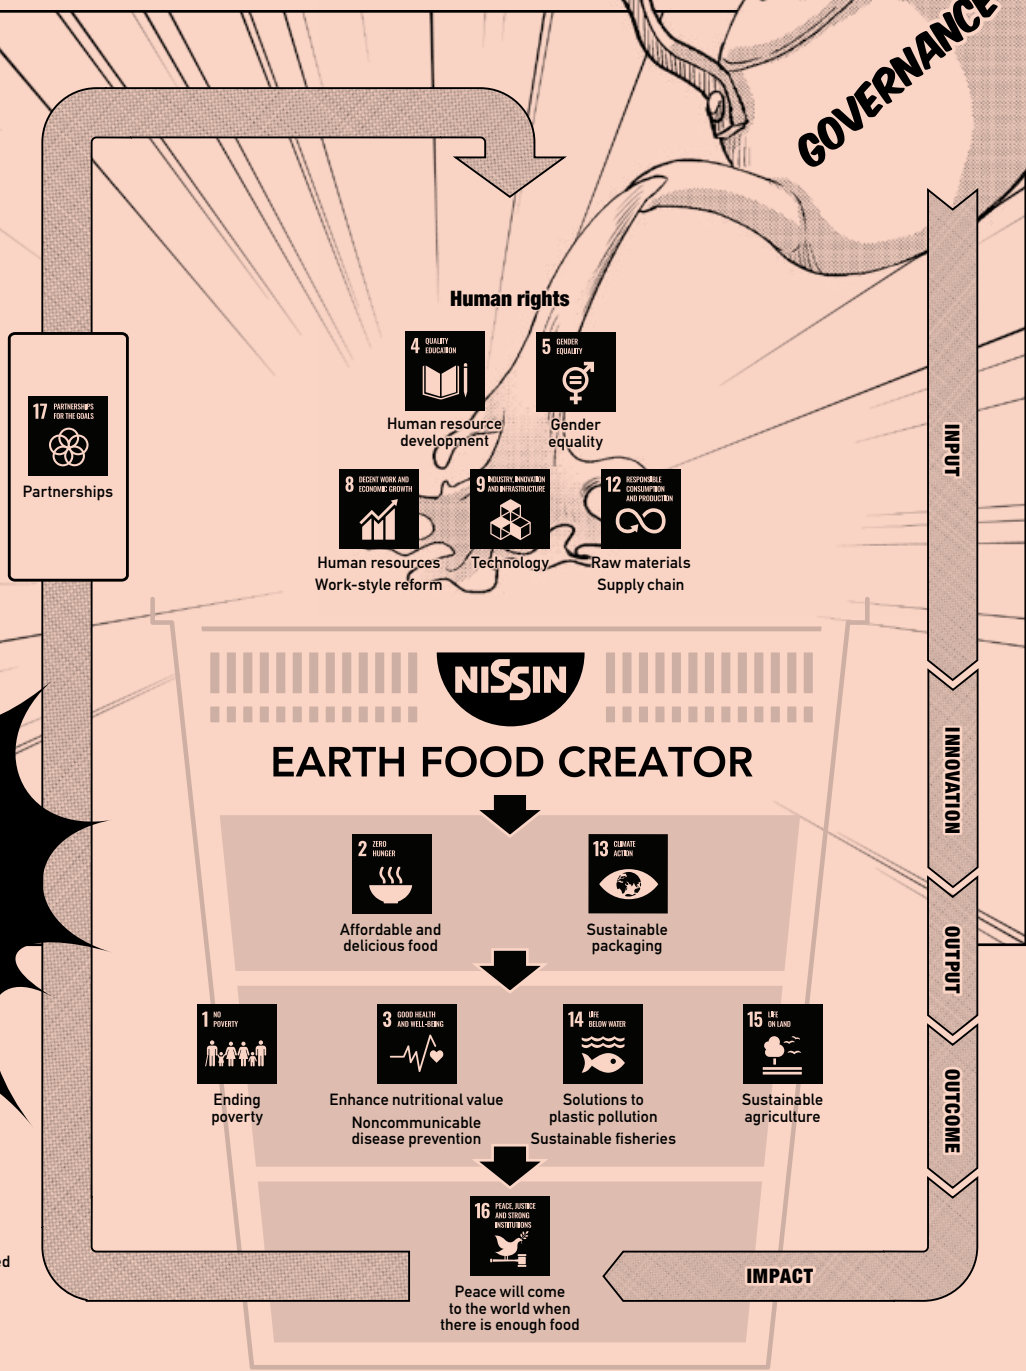 GOVERNANCE
Human rights
4 QUALITY
EDUCATION
Human resource
development
5 GENDER
EQUALITY
Gender
equality
17 PARTNERSHIPS
FOR THE GOALS
Partnerships
8 DECENT WORK AND
ECONOMIC GROWTH
Human resources
Work-style reform
9 INDUSTRY, INNOVATION
AND INFRASTRUCTURE
Technology
12 RESPONSIBLE
CONSUMPTION
AND PRODUCTION
Raw materials
Supply chain
INPUT
NISSIN
EARTH FOOD CREATOR
INNOVATION
2 ZERO
HUNGER
Affordable and
delicious food
13 CLIMATE
ACTION
Sustainable
packaging
OUTPUT
1 NO
POVERTY
Ending
poverty
3 GOOD HEALTH
AND WELL-BEING
Enhance nutritional value
Noncommunicable
disease prevention
14 LIFE
BELOW WATER
Solutions to
plastic pollution
Sustainable fisheries
15 LIFE
ON LAND
Sustainable
agriculture
OUTCOME
16 PEACE, JUSTICE
AND STRONG
INSTITUTIONS
Peace will come
to the world when
there is enough food
IMPACT